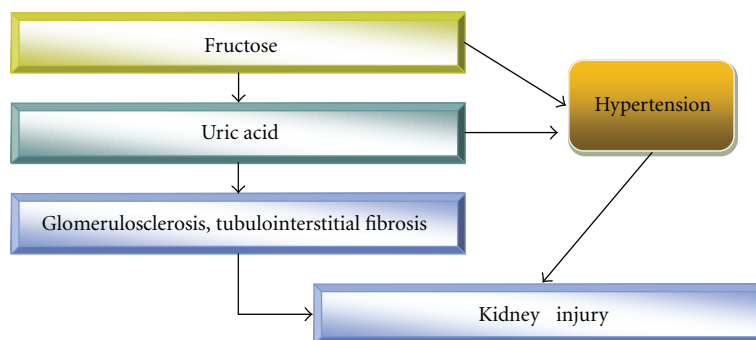 Fructose
Hypertension
Uric acid
Glomerulosclerosis, tubulointerstitial fibrosis
Kidney injury